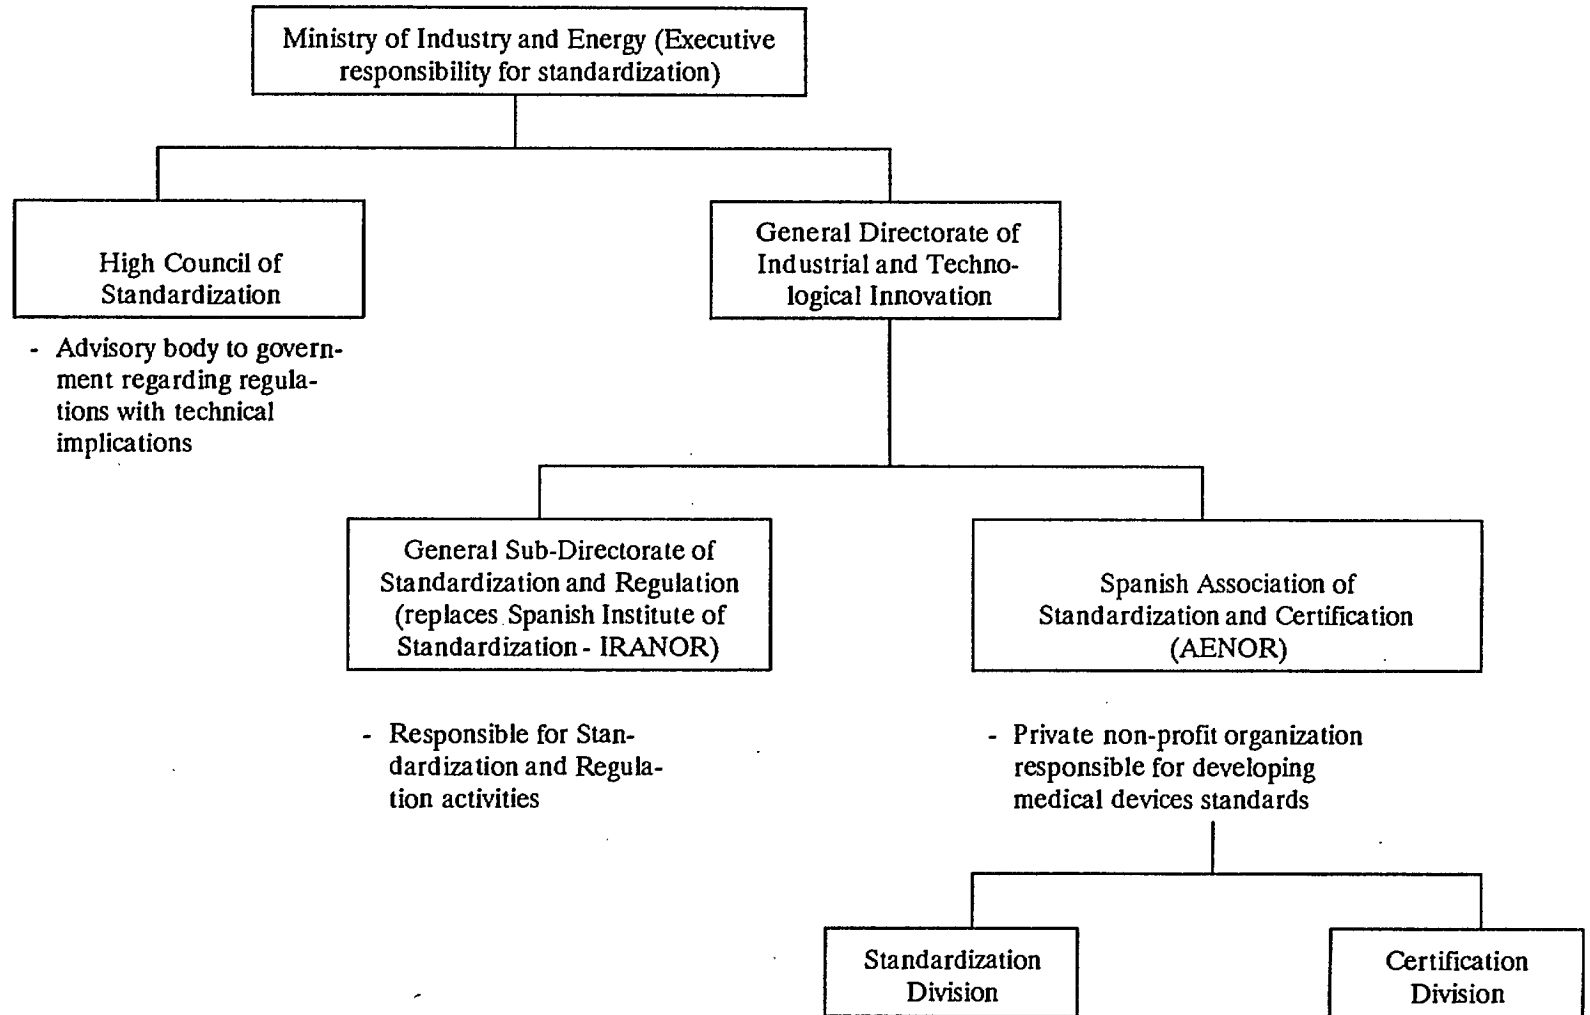 Ministry of Industry and Energy (Executive
responsibility for standardization)
High Council of
Standardization
- Advisory body to govern-
ment regarding regula-
tions with technical
implications
General Directorate of
Industrial and Techno-
logical Innovation
General Sub-Directorate of
Standardization and Regulation
(replaces Spanish Institute of
Standardization - IRANOR)
- Responsible for Stan-
dardization and Regula-
tion activities
Spanish Association of
Standardization and Certification
(AENOR)
- Private non-profit organization
responsible for developing
medical devices standards
Standardization
Division
Certification
Division